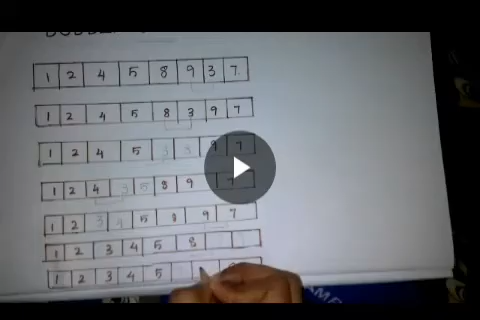 1 2 4 5 8 9 3 7
1 2 4 5 8 3 9 7
1 2 4 5 3 9 7
1 2 4 3 5 8 9 7
1 2 3 4 5 8 9 7
1 2 3 4 5 8
1 2 3 4 5